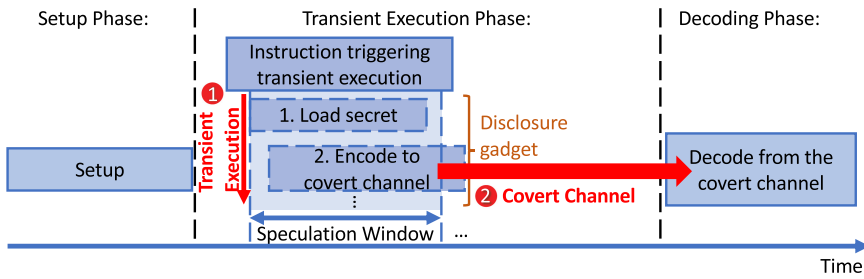 Setup Phase:
Transient Execution Phase:
Decoding Phase:
Instruction triggering
transient execution
1
Transient
Execution
1. Load secret
2. Encode to
covert channel
...
Disclosure
gadget
Setup
2 Covert Channel
Decode from the
covert channel
Speculation Window
...
Time